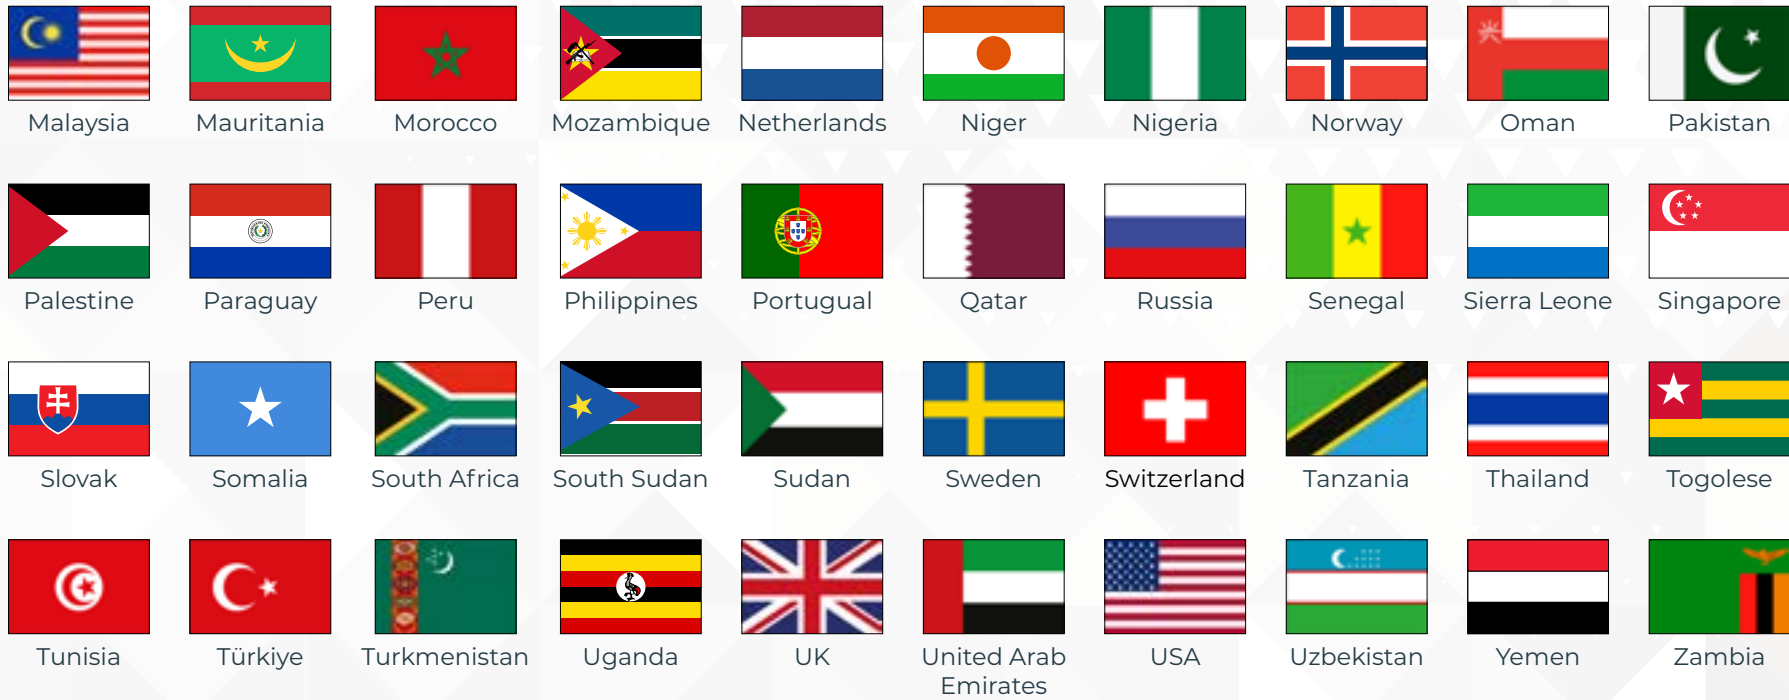 Malaysia
Mauritania
Morocco
Mozambique
Netherlands
Niger
Nigeria
Norway
Oman
Pakistan
Palestine
Paraguay
Peru
Philippines
Portugual
Qatar
Russia
Senegal
Sierra Leone
Singapore
Slovak
Somalia
South Africa
South Sudan
Sudan
Sweden
Switzerland
Tanzania
Thailand
Togolese
Tunisia
Türkiye
Turkmenistan
Uganda
UK
United Arab
Emirates
USA
Uzbekistan
Yemen
Zambia